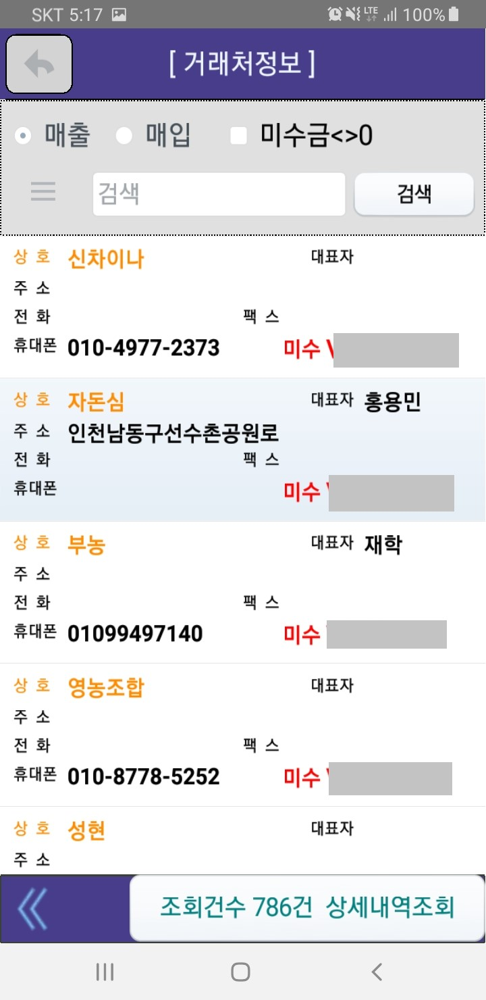 SKT 5:17 LTE 100%
[ 거래처정보 ]
매출 매입 미수금<>0
검색 검색
상 호 신차이나 대표자
주 소
전 화 팩 스
휴대폰 010-4977-2373 미수
상 호 자돈심 대표자 홍용민
주 소 인천남동구선수촌공원로
전 화 팩 스
휴대폰 미수
상 호 부농 대표자 재학
주 소
전 화 팩 스
휴대폰 01099497140 미수
상 호 영농조합 대표자
주 소
전 화 팩 스
휴대폰 010-8778-5252 미수
상 호 성현 대표자
주 소
조회건수 786건 상세내역조회